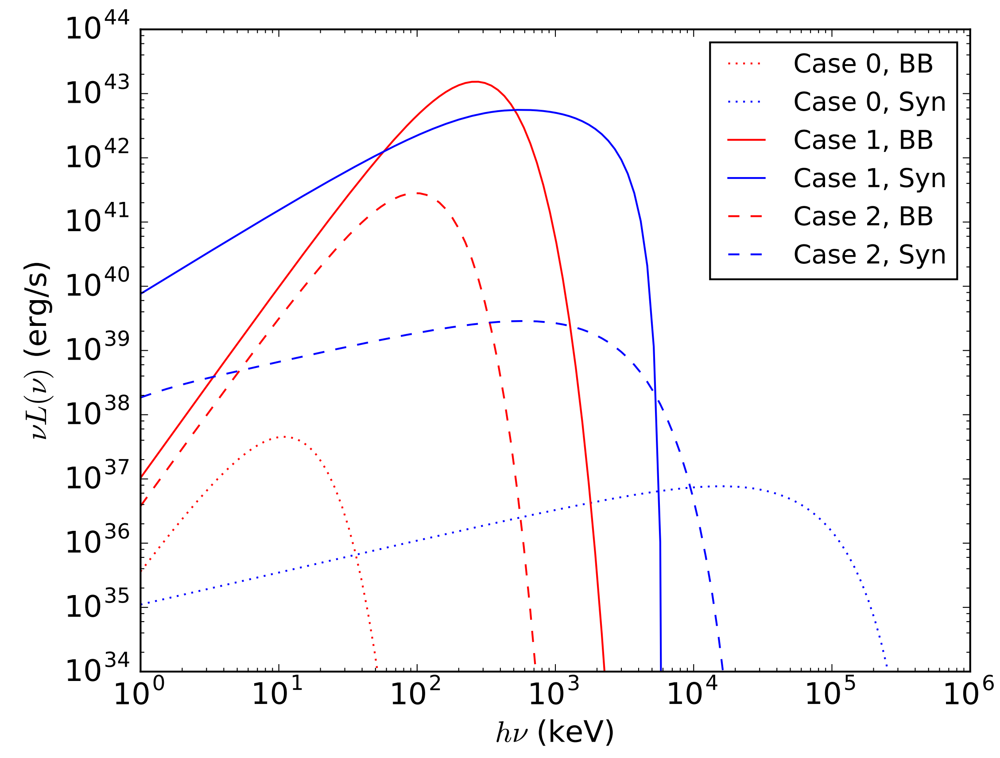 10^44
10^43
10^42
10^41
10^40
10^39
10^38
10^37
10^36
10^35
10^34
νL(ν) (erg/s)
Case 0, BB
Case 0, Syn
Case 1, BB
Case 1, Syn
Case 2, BB
Case 2, Syn
10^0 10^1 10^2 10^3 10^4 10^5 10^6
hν (keV)